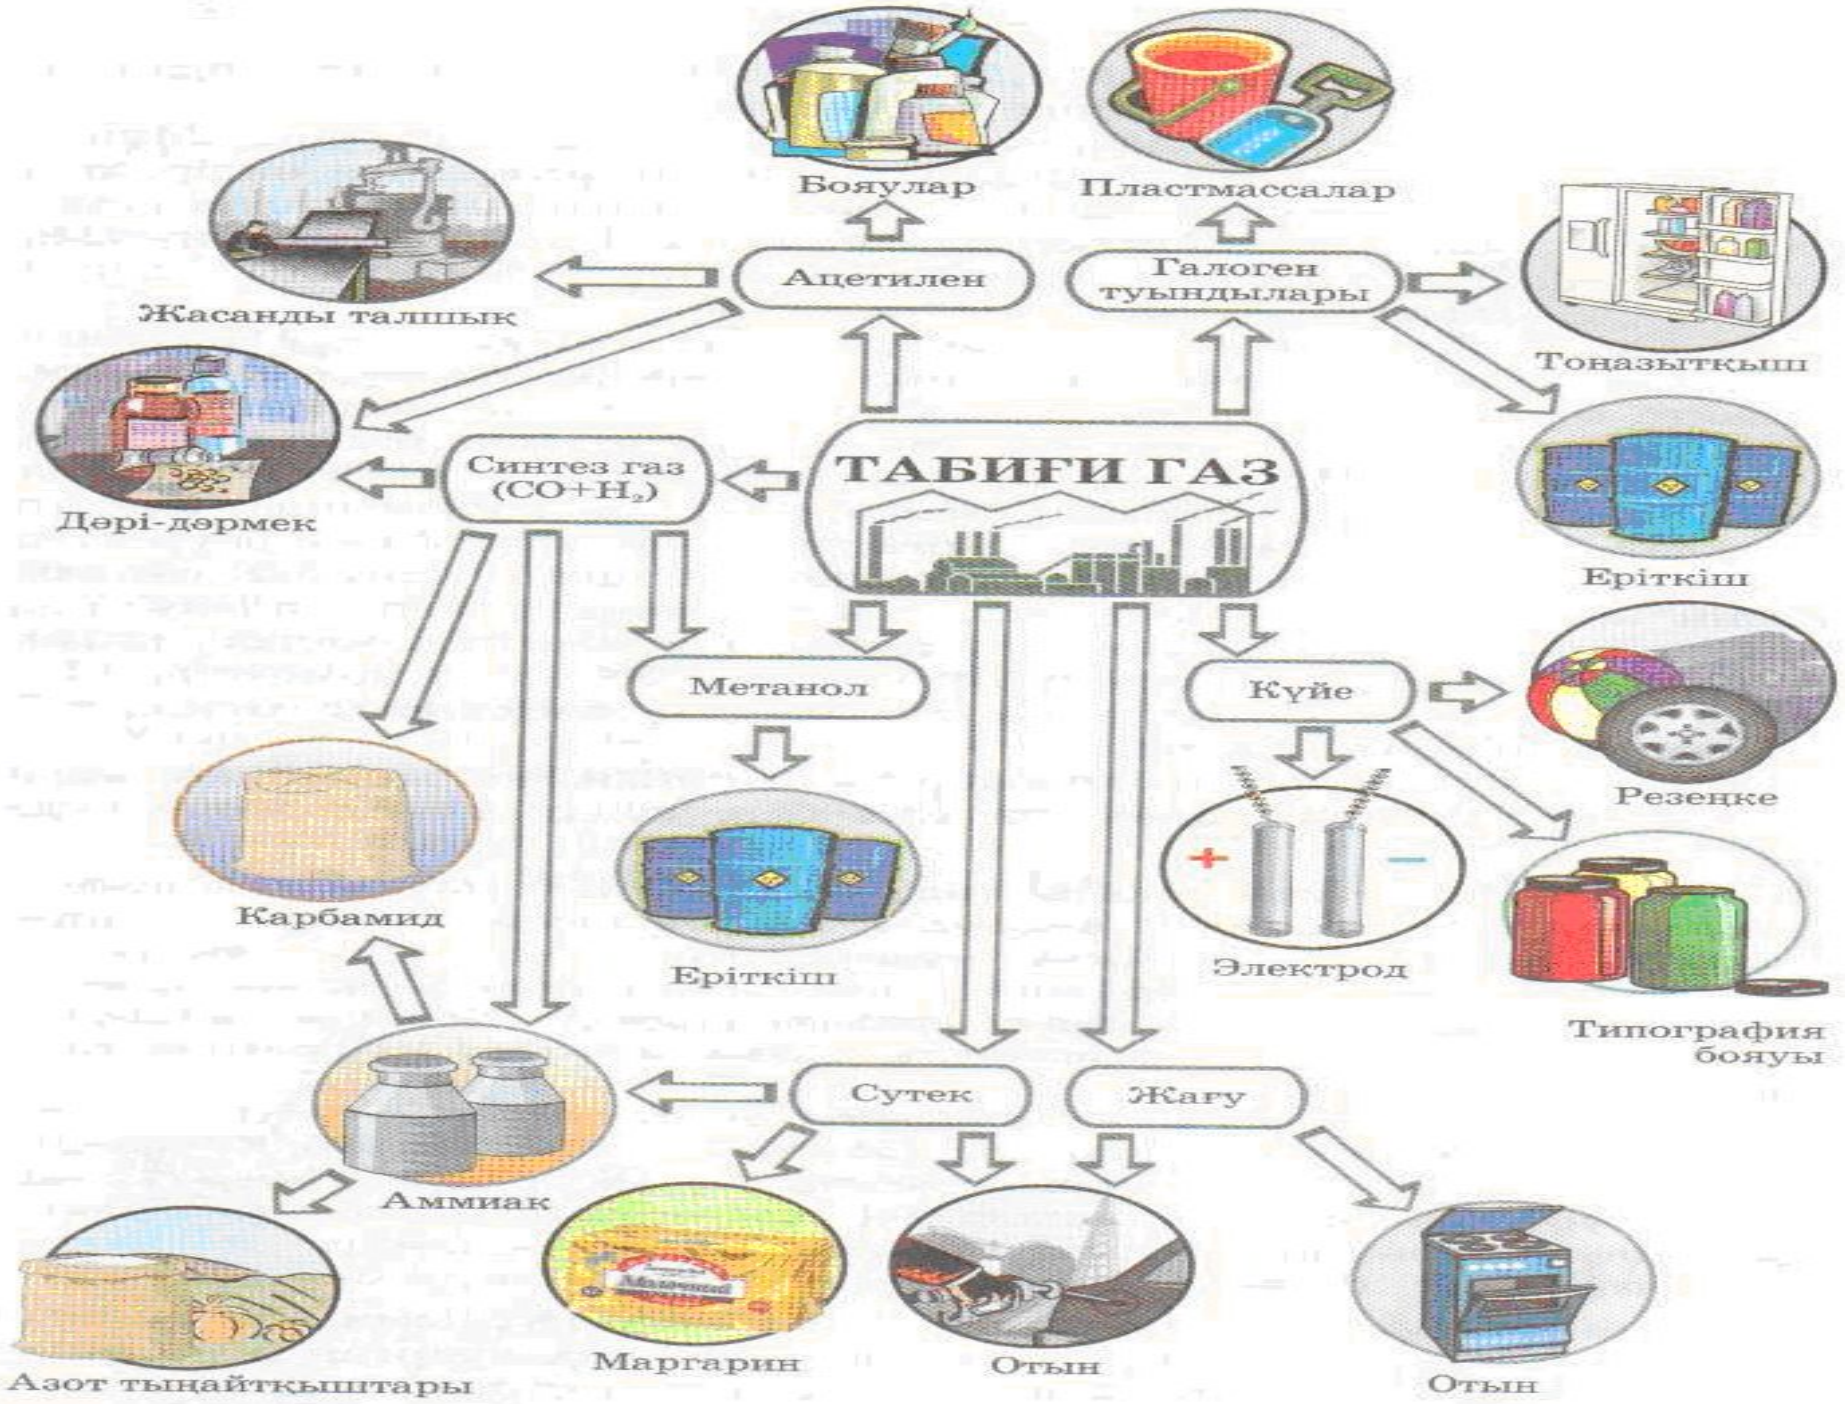 Бояулар
Пластмассалар
Ацетилен
Галоген
туындылары
Жасанды талшық
Тоңазытқыш
Синтез газ
(CO+H₂)
ТАБИҒИ ГАЗ
Дәрі-дәрмек
Еріткіш
Метанол
Күйе
Резеңке
Карбамид
Еріткіш
+
−
Электрод
Типография
бояуы
Сутек
Жағу
Аммиак
Молочный
Маргарин
Отын
Отын
Азот тыңайтқыштары